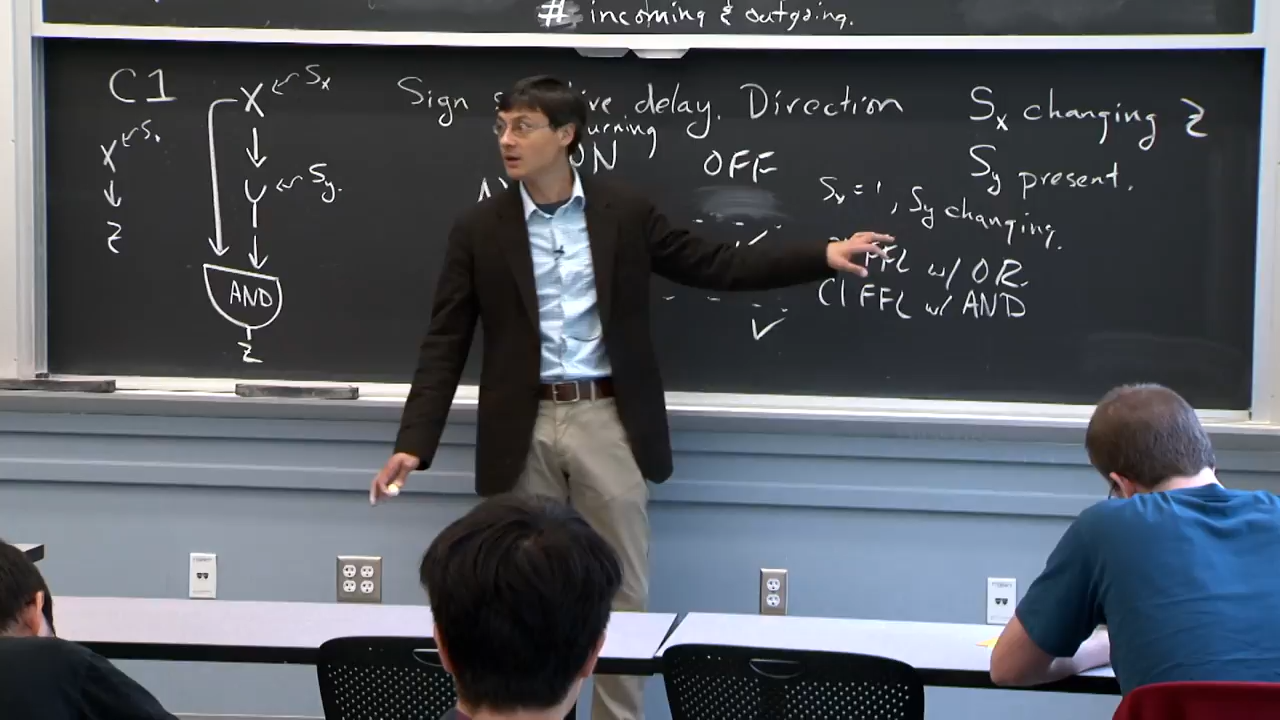 # incoming & outgoing.
C1
X ← Sx
X ← Sx
Y ← Sy.
Z
AND
Z
Sign delay. Direction
ON OFF
Sx changing
Z
Sy present.
Sx = 1, Sy changing.
FFL w/ OR
C1 FFL w/ AND